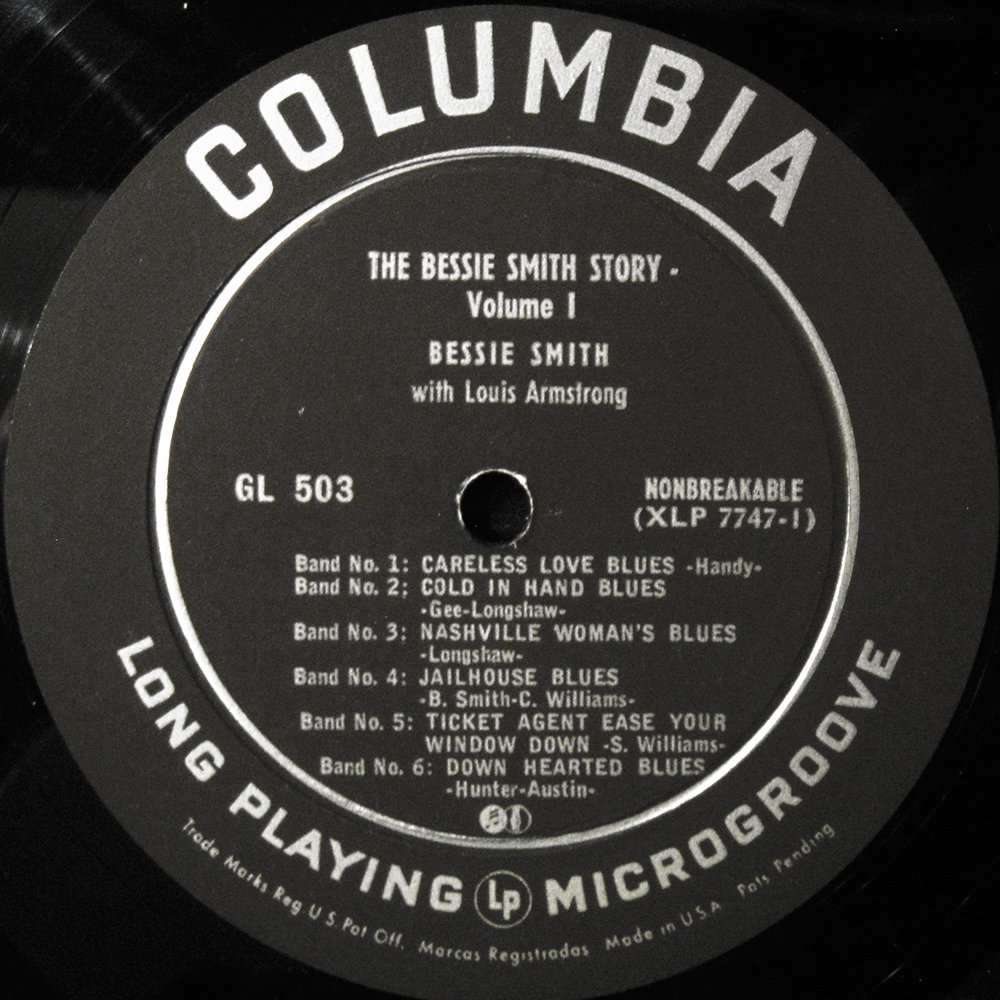 COLUMBIA
THE BESSIE SMITH STORY -
Volume I
BESSIE SMITH
with Louis Armstrong
GL 503
NONBREAKABLE
(XLP 7747-1)
Band No. 1: CARELESS LOVE BLUES -Handy-
Band No. 2: COLD IN HAND BLUES
-Gee-Longshaw-
Band No. 3: NASHVILLE WOMAN'S BLUES
-Longshaw-
Band No. 4: JAILHOUSE BLUES
-B. Smith-C. Williams-
Band No. 5: TICKET AGENT EASE YOUR
WINDOW DOWN -S. Williams-
Band No. 6: DOWN HEARTED BLUES
-Hunter-Austin-
LONG PLAYING Lp MICROGROOVE
Trade Marks Reg. U.S. Pat Off. Marcas Registradas Made in U.S.A Pats Pending